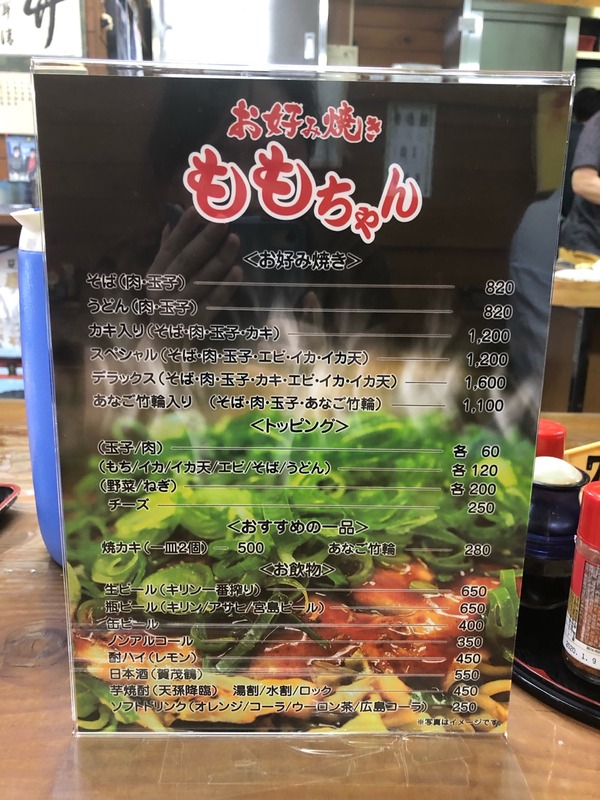 お好み焼き
ももちゃん
<お好み焼き>
そば(肉・玉子) 820
うどん(肉・玉子) 820
カキ入り(そば・肉・玉子・カキ) 1,200
スペシャル(そば・肉・玉子・エビ・イカ・イカ天) 1,200
デラックス(そば・肉・玉子・カキ・エビ・イカ・イカ天) 1,600
あなご竹輪入り (そば・肉・玉子・あなご竹輪) 1,100
<トッピング>
(玉子/肉) 各 60
(もち/イカ/イカ天/エビ/そば/うどん) 各120
(野菜/ねぎ) 各200
チーズ 250
<おすすめの一品>
焼カキ(一皿2個) 500 あなご竹輪 280
<お飲物>
生ビール(キリン一番搾り) 650
瓶ビール(キリン/アサヒ/宮島ビール) 650
缶ビール 400
ノンアルコール 350
酎ハイ(レモン) 450
日本酒(賀茂鶴) 550
芋焼酎(天孫降臨) 湯割/水割/ロック 450
ソフトドリンク(オレンジ/コーラ/ウーロン茶/広島コーラ) 250
※写真はイメージです
2020.1.9